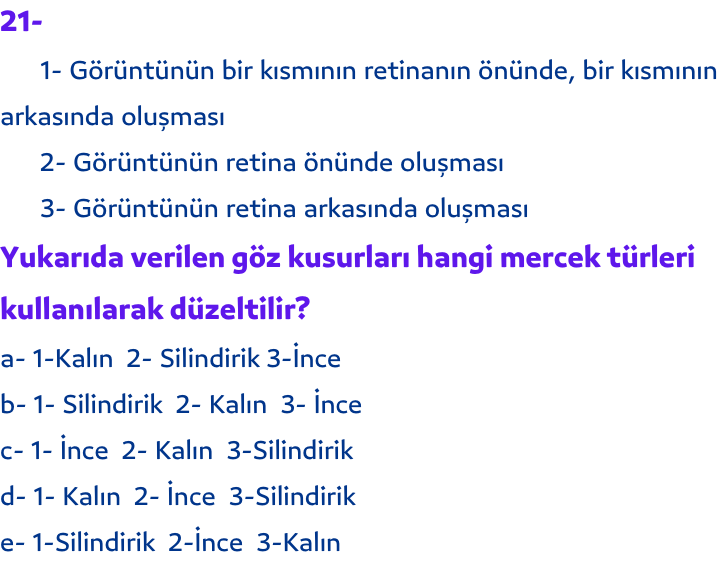 21-
1- Görüntünün bir kısmının retinanın önünde, bir kısmının
arkasında oluşması
2- Görüntünün retina önünde oluşması
3- Görüntünün retina arkasında oluşması
Yukarıda verilen göz kusurları hangi mercek türleri
kullanılarak düzeltilir?
a- 1-Kalın 2- Silindirik 3-İnce
b- 1- Silindirik 2- Kalın 3- İnce
c- 1- İnce 2- Kalın 3-Silindirik
d- 1- Kalın 2- İnce 3-Silindirik
e- 1-Silindirik 2-İnce 3-Kalın